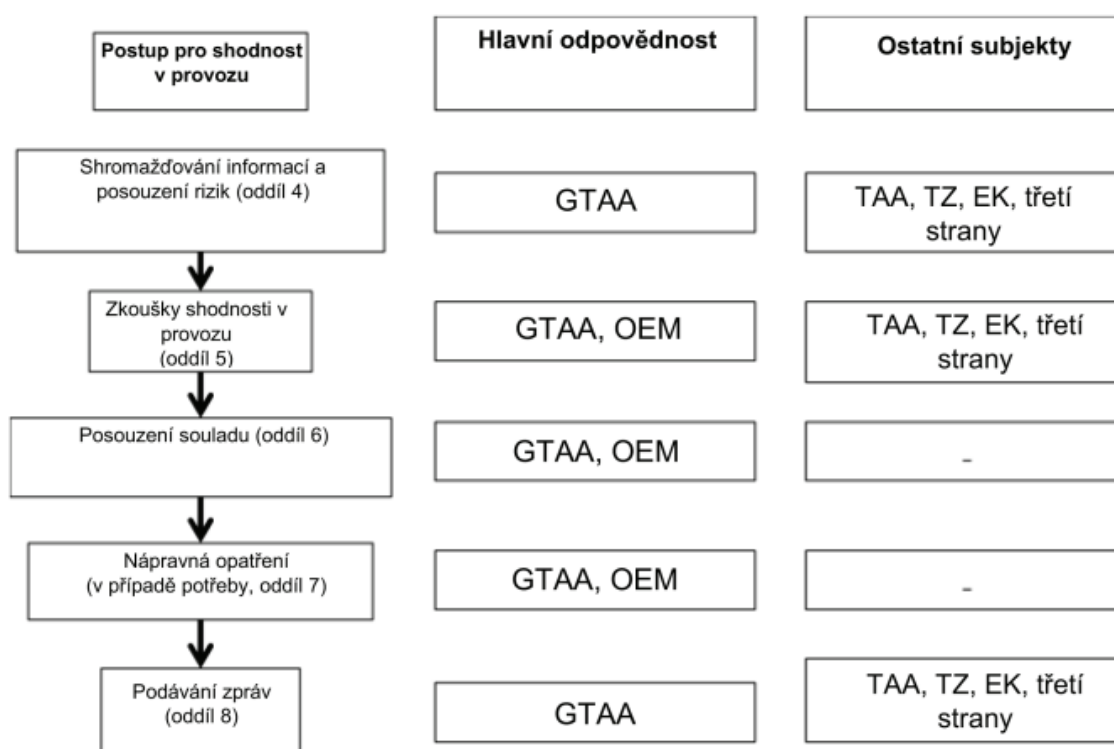 Postup pro shodnost
v provozu
Hlavní odpovědnost
Ostatní subjekty
Shromažďování informací a
posouzení rizik (oddíl 4)
GTAA
TAA, TZ, EK, třetí
strany
Zkoušky shodnosti v
provozu
(oddíl 5)
GTAA, OEM
TAA, TZ, EK, třetí
strany
Posouzení souladu (oddíl 6)
GTAA, OEM
-
Nápravná opatření
(v případě potřeby, oddíl 7)
GTAA, OEM
-
Podávání zpráv
(oddíl 8)
GTAA
TAA, TZ, EK, třetí
strany